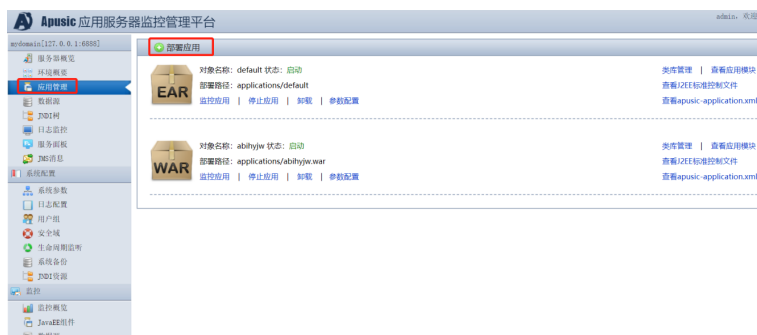 Apusic 应用服务器监控管理平台
admin, 欢迎
mydomain[127.0.0.1:6888]
服务器概览
环境概要
应用管理
数据源
JNDI树
日志监控
服务面板
JMS消息
系统配置
系统参数
日志配置
用户组
安全域
生命周期监听
系统备份
JNDI资源
监控
监控概览
JavaEE组件
部署应用
EAR
对象名称: default 状态: 启动
部署路径: applications/default
监控应用 | 停止应用 | 卸载 | 参数配置
类库管理 | 查看应用模块
查看J2EE标准控制文件
查看apusic-application.xml
WAR
对象名称: abihyjw 状态: 启动
部署路径: applications/abihyjw.war
监控应用 | 停止应用 | 卸载 | 参数配置
类库管理 | 查看应用模块
查看J2EE标准控制文件
查看apusic-application.xml